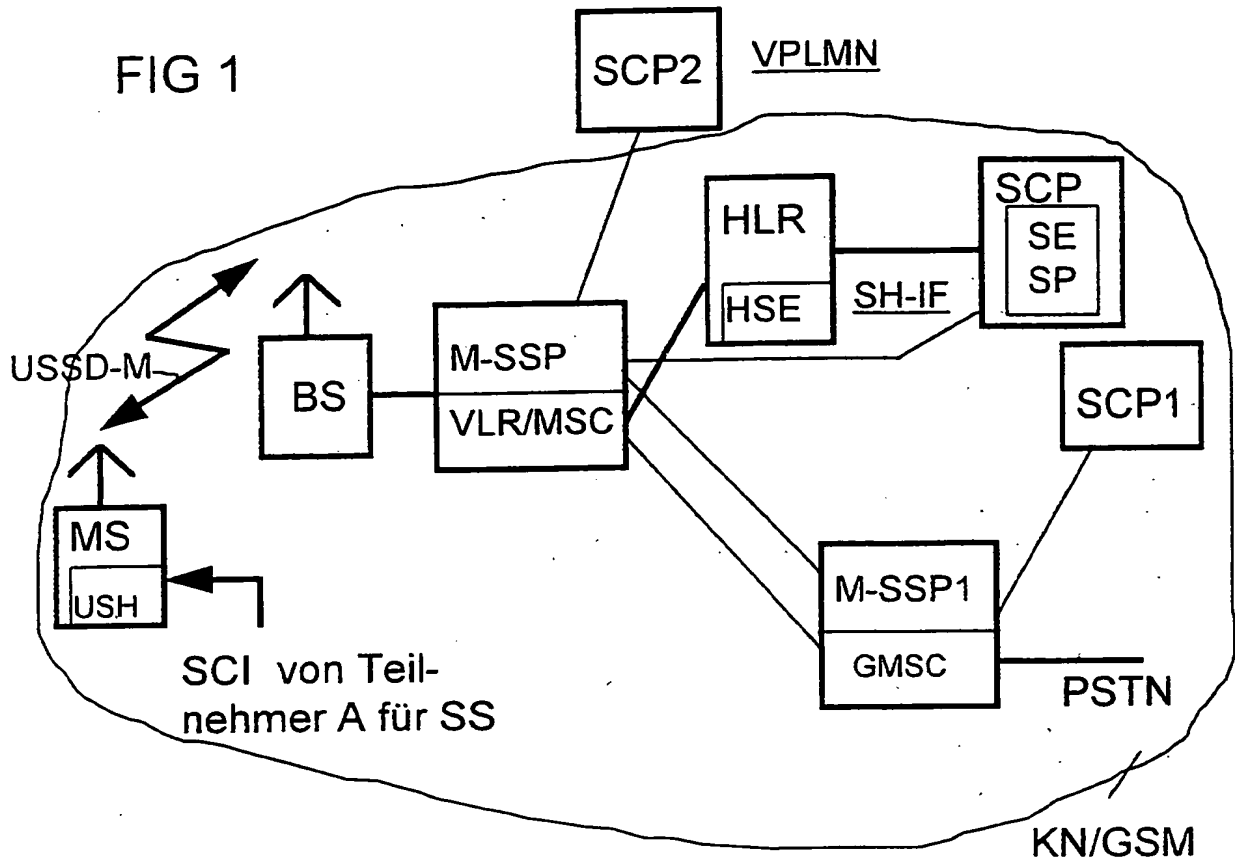 FIG 1
SCP2
VPLMN
SCP
SE
SP
HLR
HSE
SH-IF
USSD-M
M-SSP
VLR/MSC
BS
SCP1
MS
USH
M-SSP1
GMSC
PSTN
SCI von Teil-
nehmer A für SS
KN/GSM